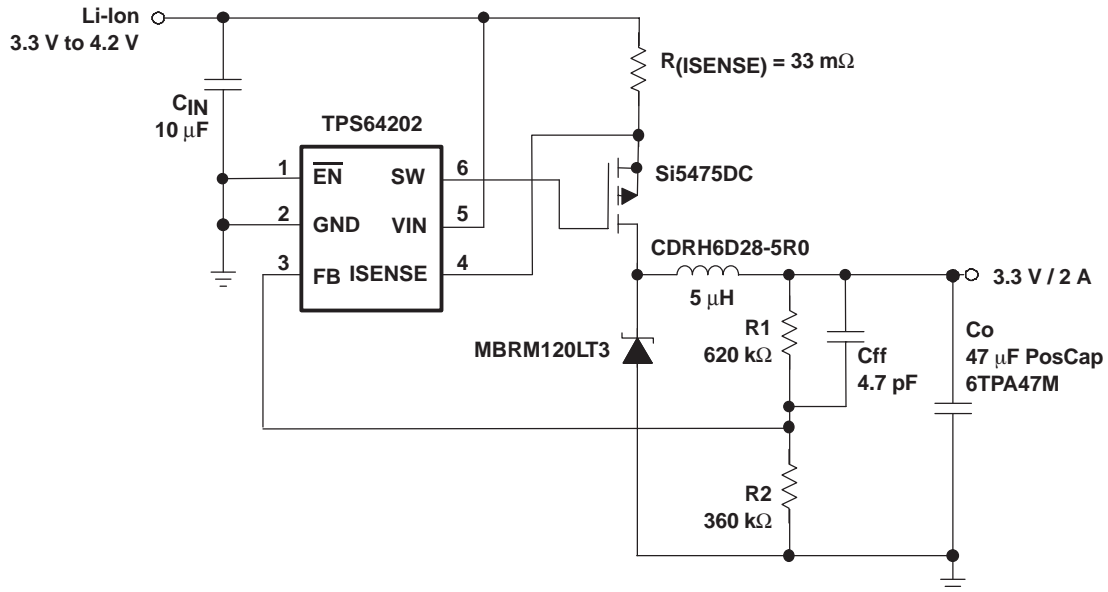 Li-Ion
3.3 V to 4.2 V
R(ISENSE) = 33 mΩ
CIN
10 μF
TPS64202
1
EN
SW
6
Si5475DC
2
GND
VIN
5
3
FB
ISENSE
4
CDRH6D28-5R0
5 μH
3.3 V / 2 A
MBRM120LT3
R1
620 kΩ
Cff
4.7 pF
Co
47 μF PosCap
6TPA47M
R2
360 kΩ